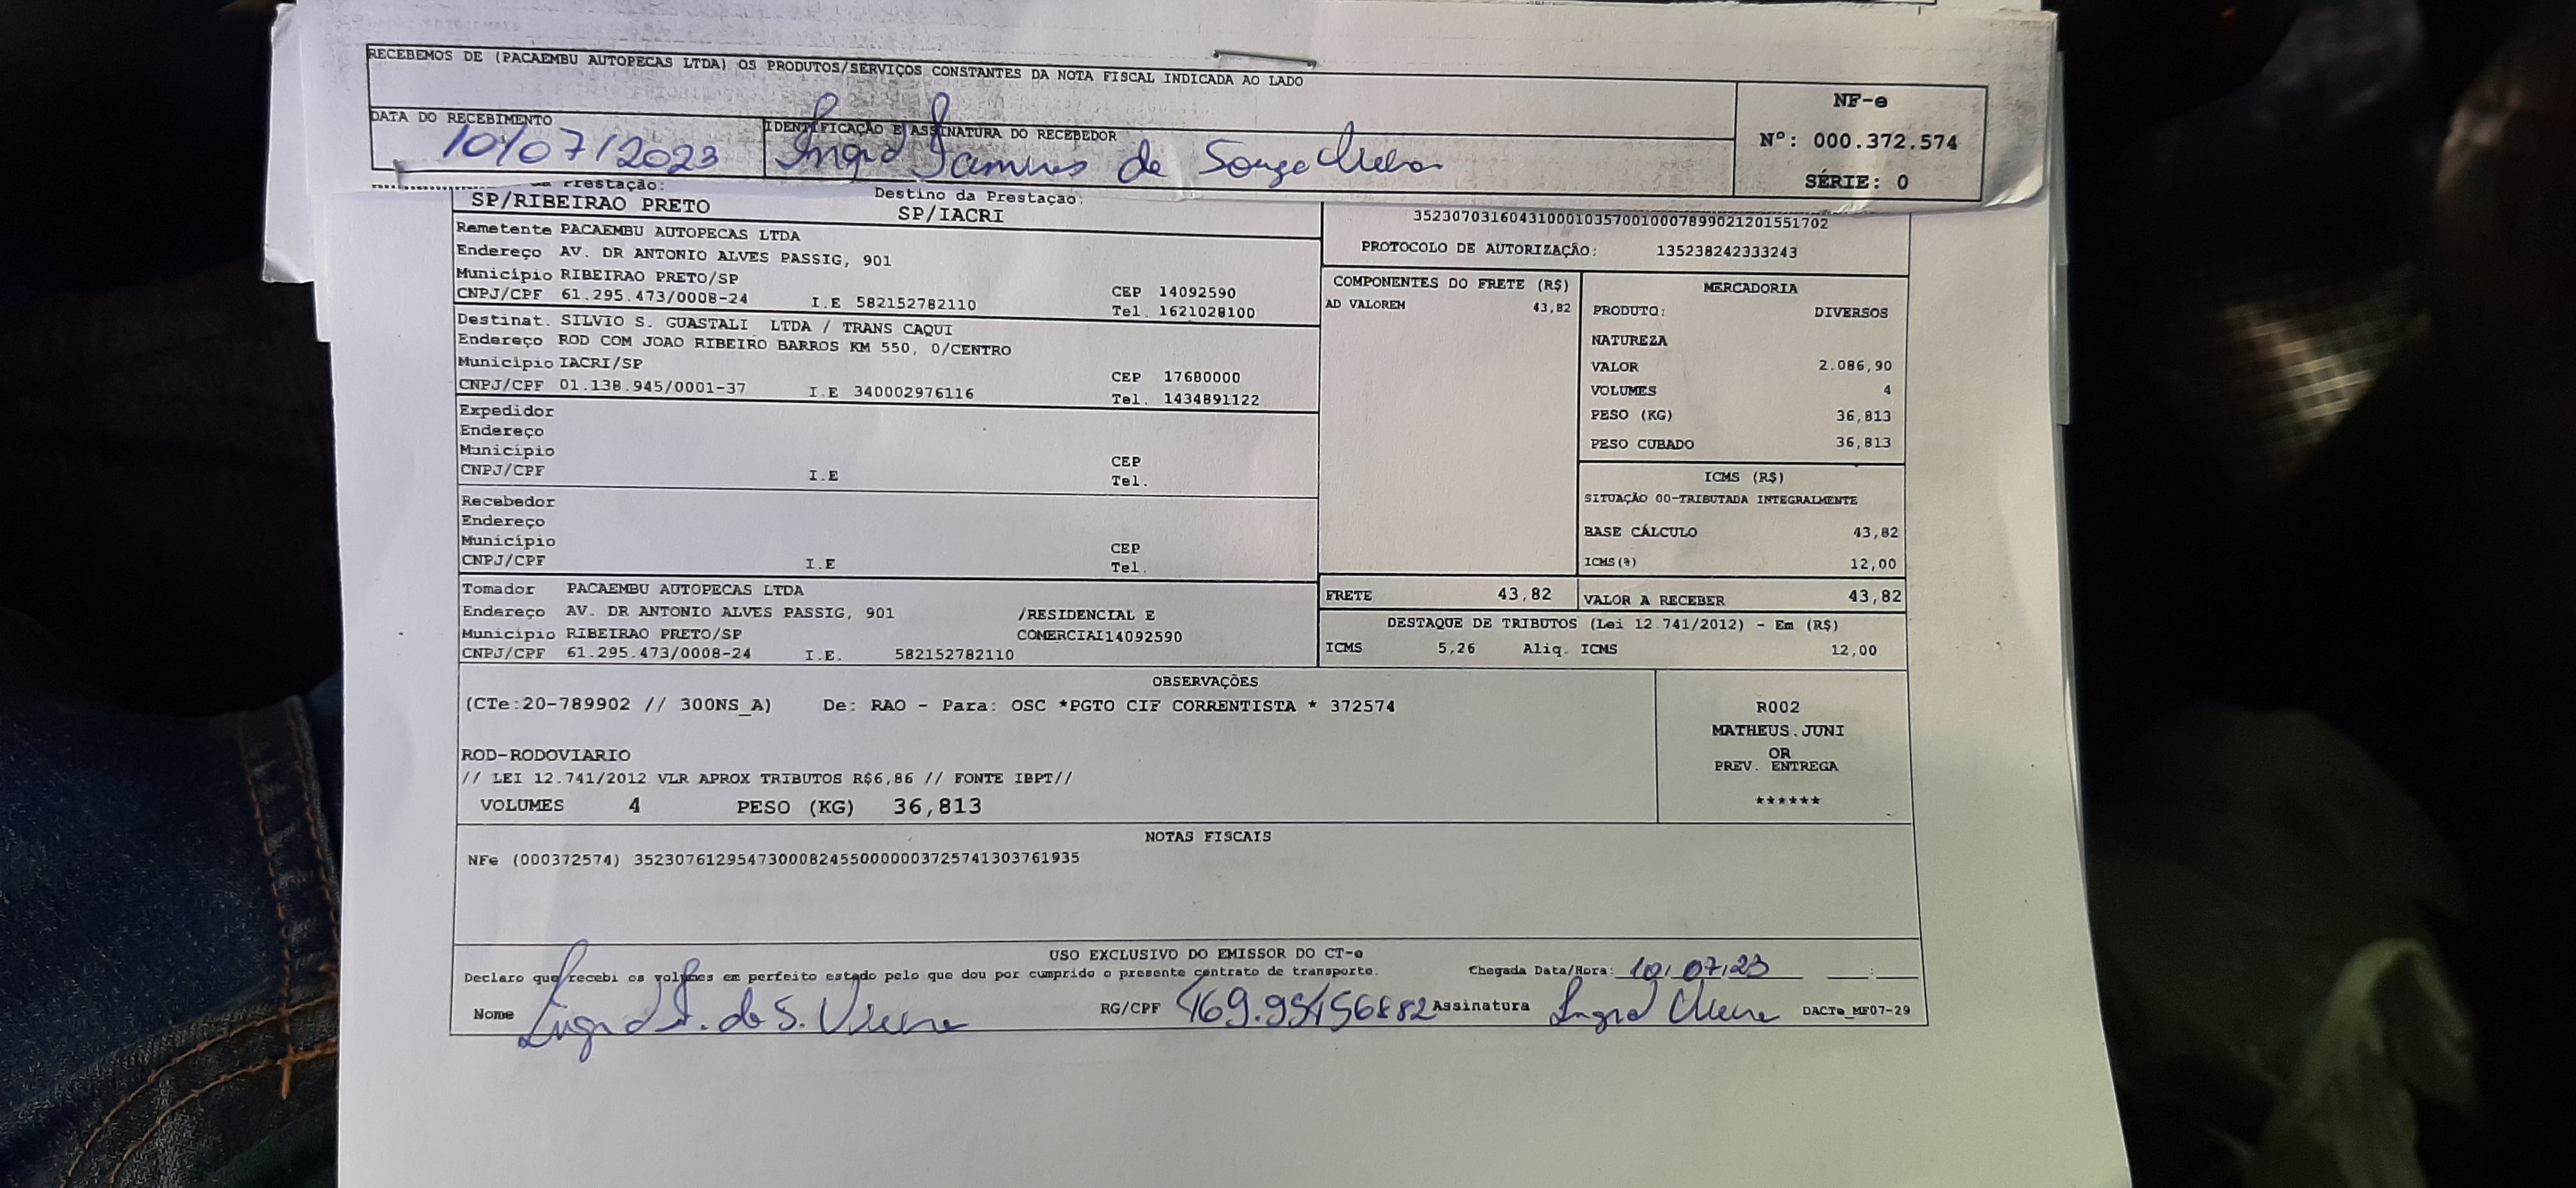 RECEBEMOS DE (PACAEMBU AUTOPECAS LTDA) OS PRODUTOS/SERVIÇOS CONSTANTES DA NOTA FISCAL INDICADA AO LADO
NF-e
Nº: 000.372.574
SÉRIE: 0
DATA DO RECEBIMENTO
10/07/2023
IDENTIFICAÇÃO E ASSINATURA DO RECEBEDOR
Ingrid de Souza
Prestação:
SP/RIBEIRAO PRETO
Destino da Prestação:
SP/IACRI
35230703160431000103570010007899021201551702
PROTOCOLO DE AUTORIZAÇÃO: 135238242333243
Remetente PACAEMBU AUTOPECAS LTDA
Endereço AV. DR ANTONIO ALVES PASSIG, 901
Município RIBEIRAO PRETO/SP
CEP 14092590
CNPJ/CPF 61.295.473/0008-24 I.E 582152782110
Tel. 1621028100
Destinat. SILVIO S. GUASTALI LTDA / TRANS CAQUI
Endereço ROD COM JOAO RIBEIRO BARROS KM 550, 0/CENTRO
Município IACRI/SP
CEP 17680000
CNPJ/CPF 01.138.945/0001-37 I.E 340002976116
Tel. 1434891122
Expedidor
Endereço
Município
CEP
CNPJ/CPF I.E
Tel.
Recebedor
Endereço
Município
CEP
CNPJ/CPF I.E
Tel.
Tomador PACAEMBU AUTOPECAS LTDA
Endereço AV. DR ANTONIO ALVES PASSIG, 901 /RESIDENCIAL E
Município RIBEIRAO PRETO/SP COMERCIAL14092590
CNPJ/CPF 61.295.473/0008-24 I.E. 582152782110
COMPONENTES DO FRETE (R$)
AD VALOREM 43,82
MERCADORIA
PRODUTO: DIVERSOS
NATUREZA
VALOR 2.086,90
VOLUMES 4
PESO (KG) 36,813
PESO CUBADO 36,813
ICMS (R$)
SITUAÇÃO 00-TRIBUTADA INTEGRALMENTE
BASE CÁLCULO 43,82
ICMS(%) 12,00
FRETE 43,82
VALOR A RECEBER 43,82
DESTAQUE DE TRIBUTOS (Lei 12.741/2012) - Em (R$)
ICMS 5,26 Aliq. ICMS 12,00
OBSERVAÇÕES
(CTe:20-789902 // 300NS_A) De: RAO - Para: OSC *PGTO CIF CORRENTISTA * 372574
ROD-RODOVIARIO
// LEI 12.741/2012 VLR APROX TRIBUTOS R$6,86 // FONTE IBPT//
VOLUMES 4 PESO (KG) 36,813
R002
MATHEUS.JUNI
OR
PREV. ENTREGA
******
NOTAS FISCAIS
NFe (000372574) 35230761295473000824550000003725741303761935
USO EXCLUSIVO DO EMISSOR DO CT-e
Declaro que recebi os volumes em perfeito estado pelo que dou por cumprido o presente contrato de transporte.
Chegada Data/Hora: 10/07/23 __:__
Nome Ingrid
RG/CPF
Assinatura Ingrid
DACTe_MF07-29